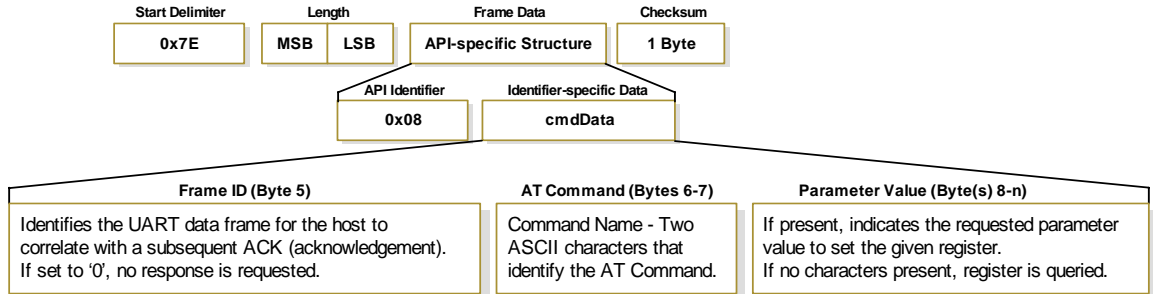 Start Delimiter Length Frame Data Checksum
0x7E MSB LSB API-specific Structure 1 Byte
API Identifier Identifier-specific Data
0x08 cmdData
Frame ID (Byte 5)
Identifies the UART data frame for the host to
correlate with a subsequent ACK (acknowledgement).
If set to ‘0’, no response is requested.
AT Command (Bytes 6-7)
Command Name - Two
ASCII characters that
identify the AT Command.
Parameter Value (Byte(s) 8-n)
If present, indicates the requested parameter
value to set the given register.
If no characters present, register is queried.